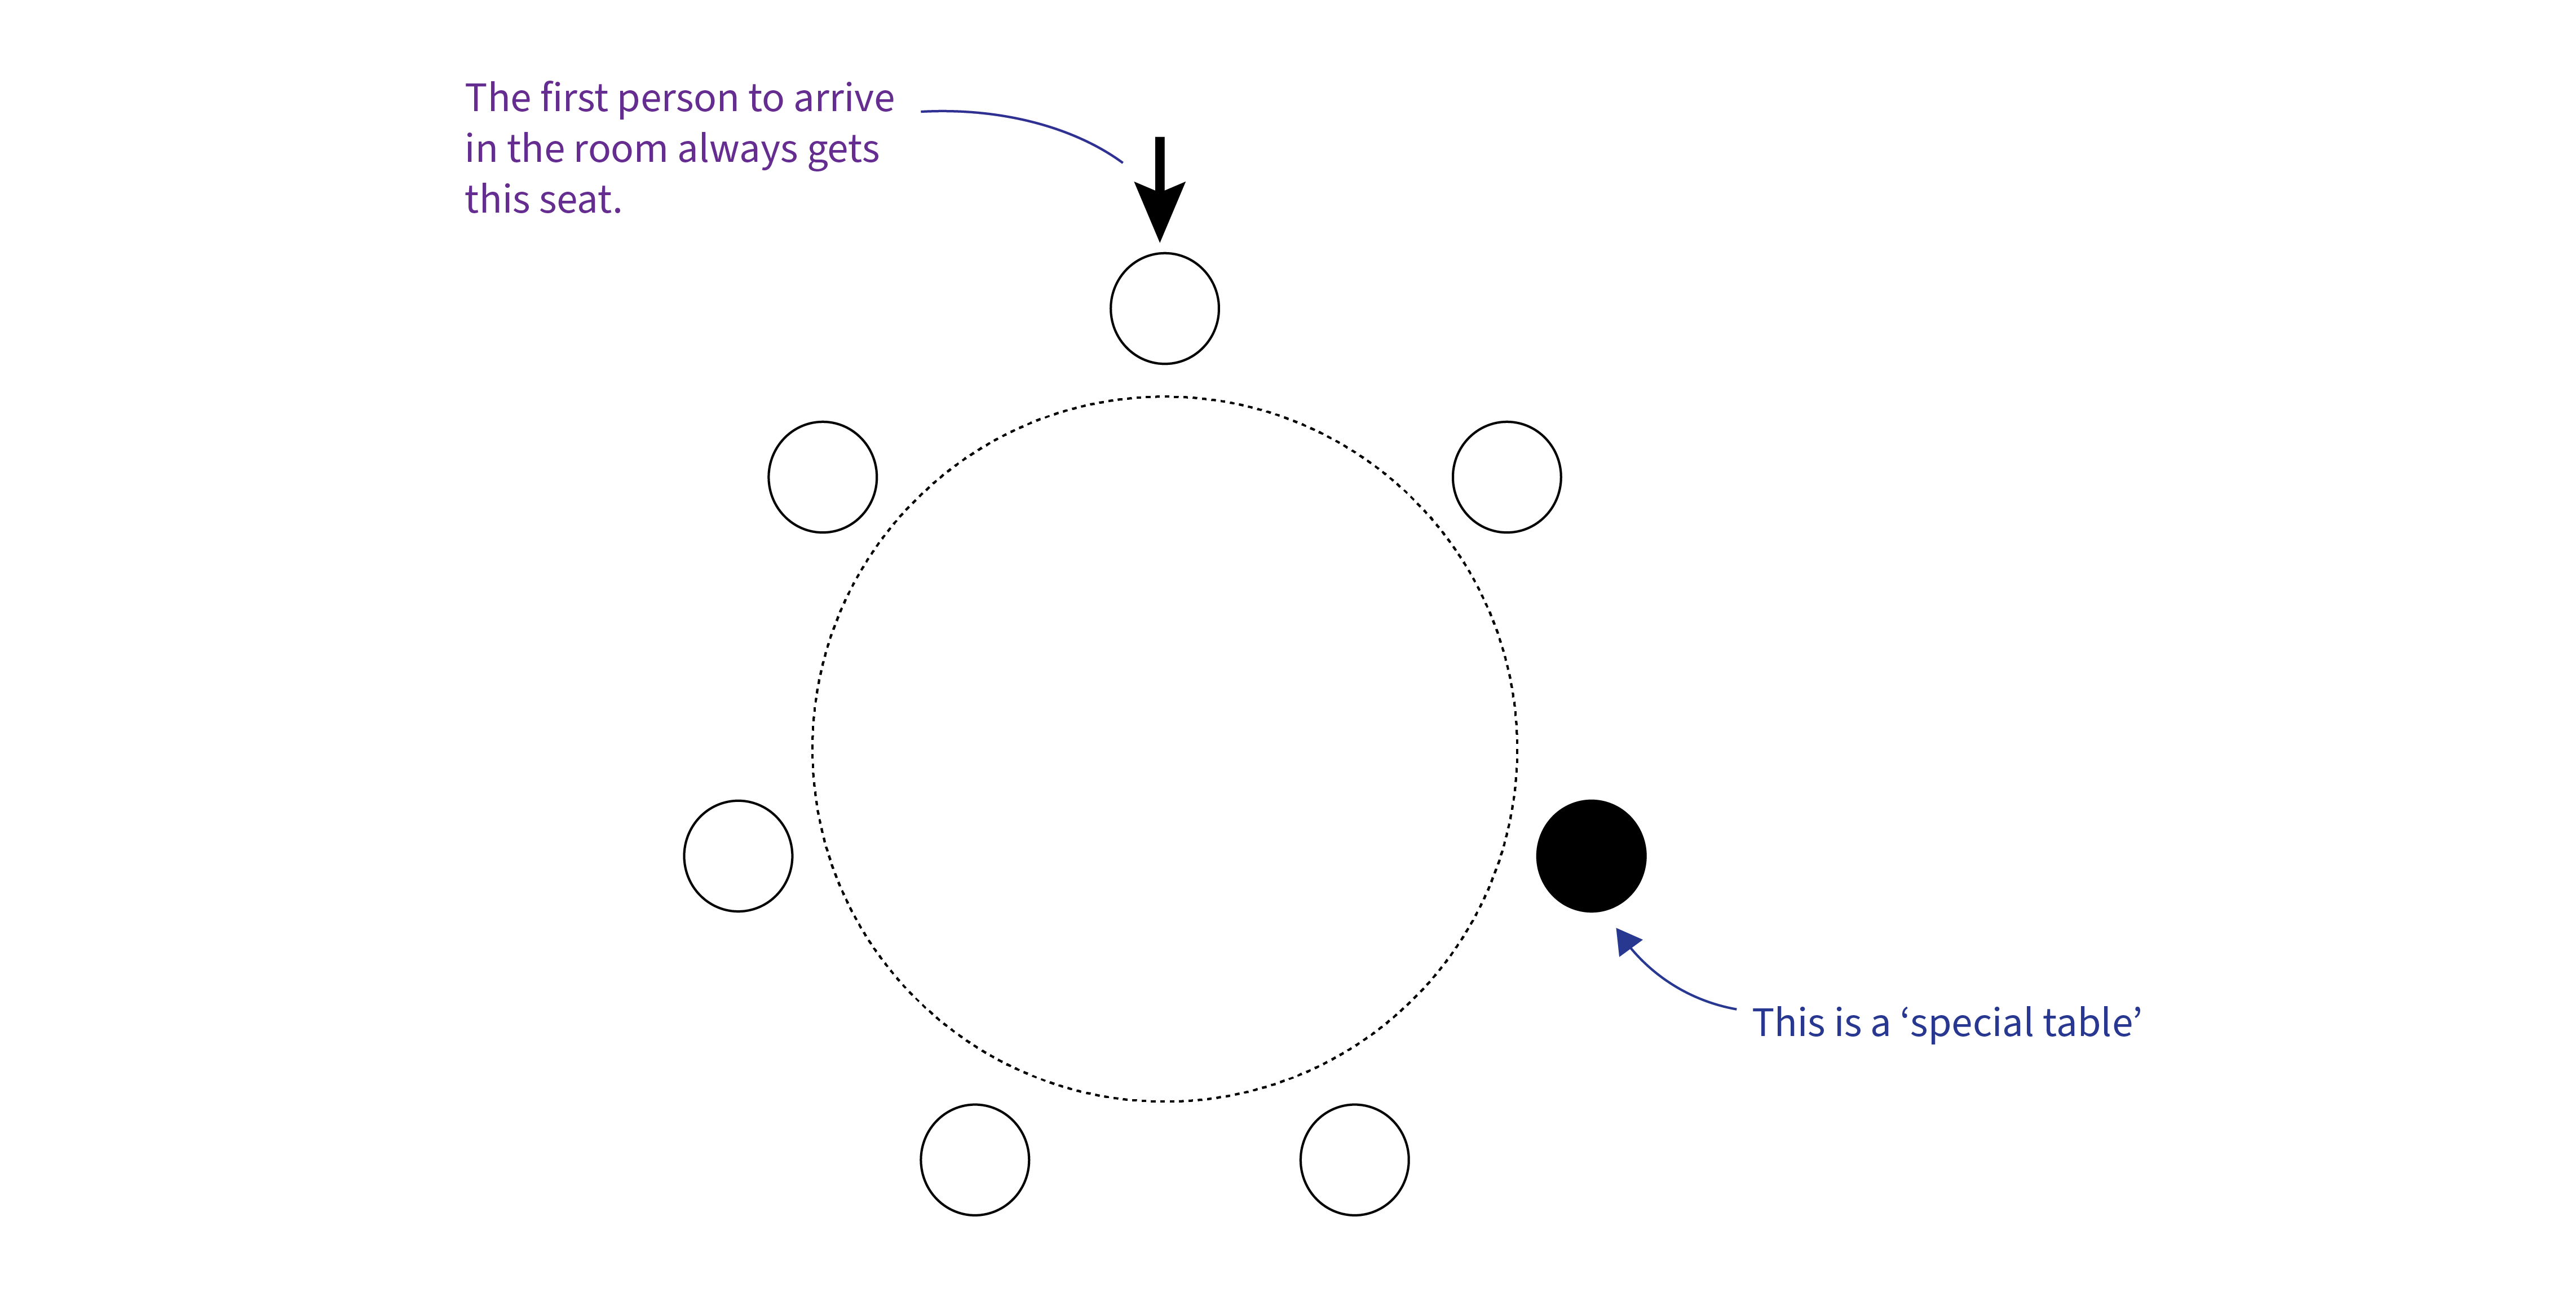 The first person to arrive
in the room always gets
this seat.
This is a ‘special table’